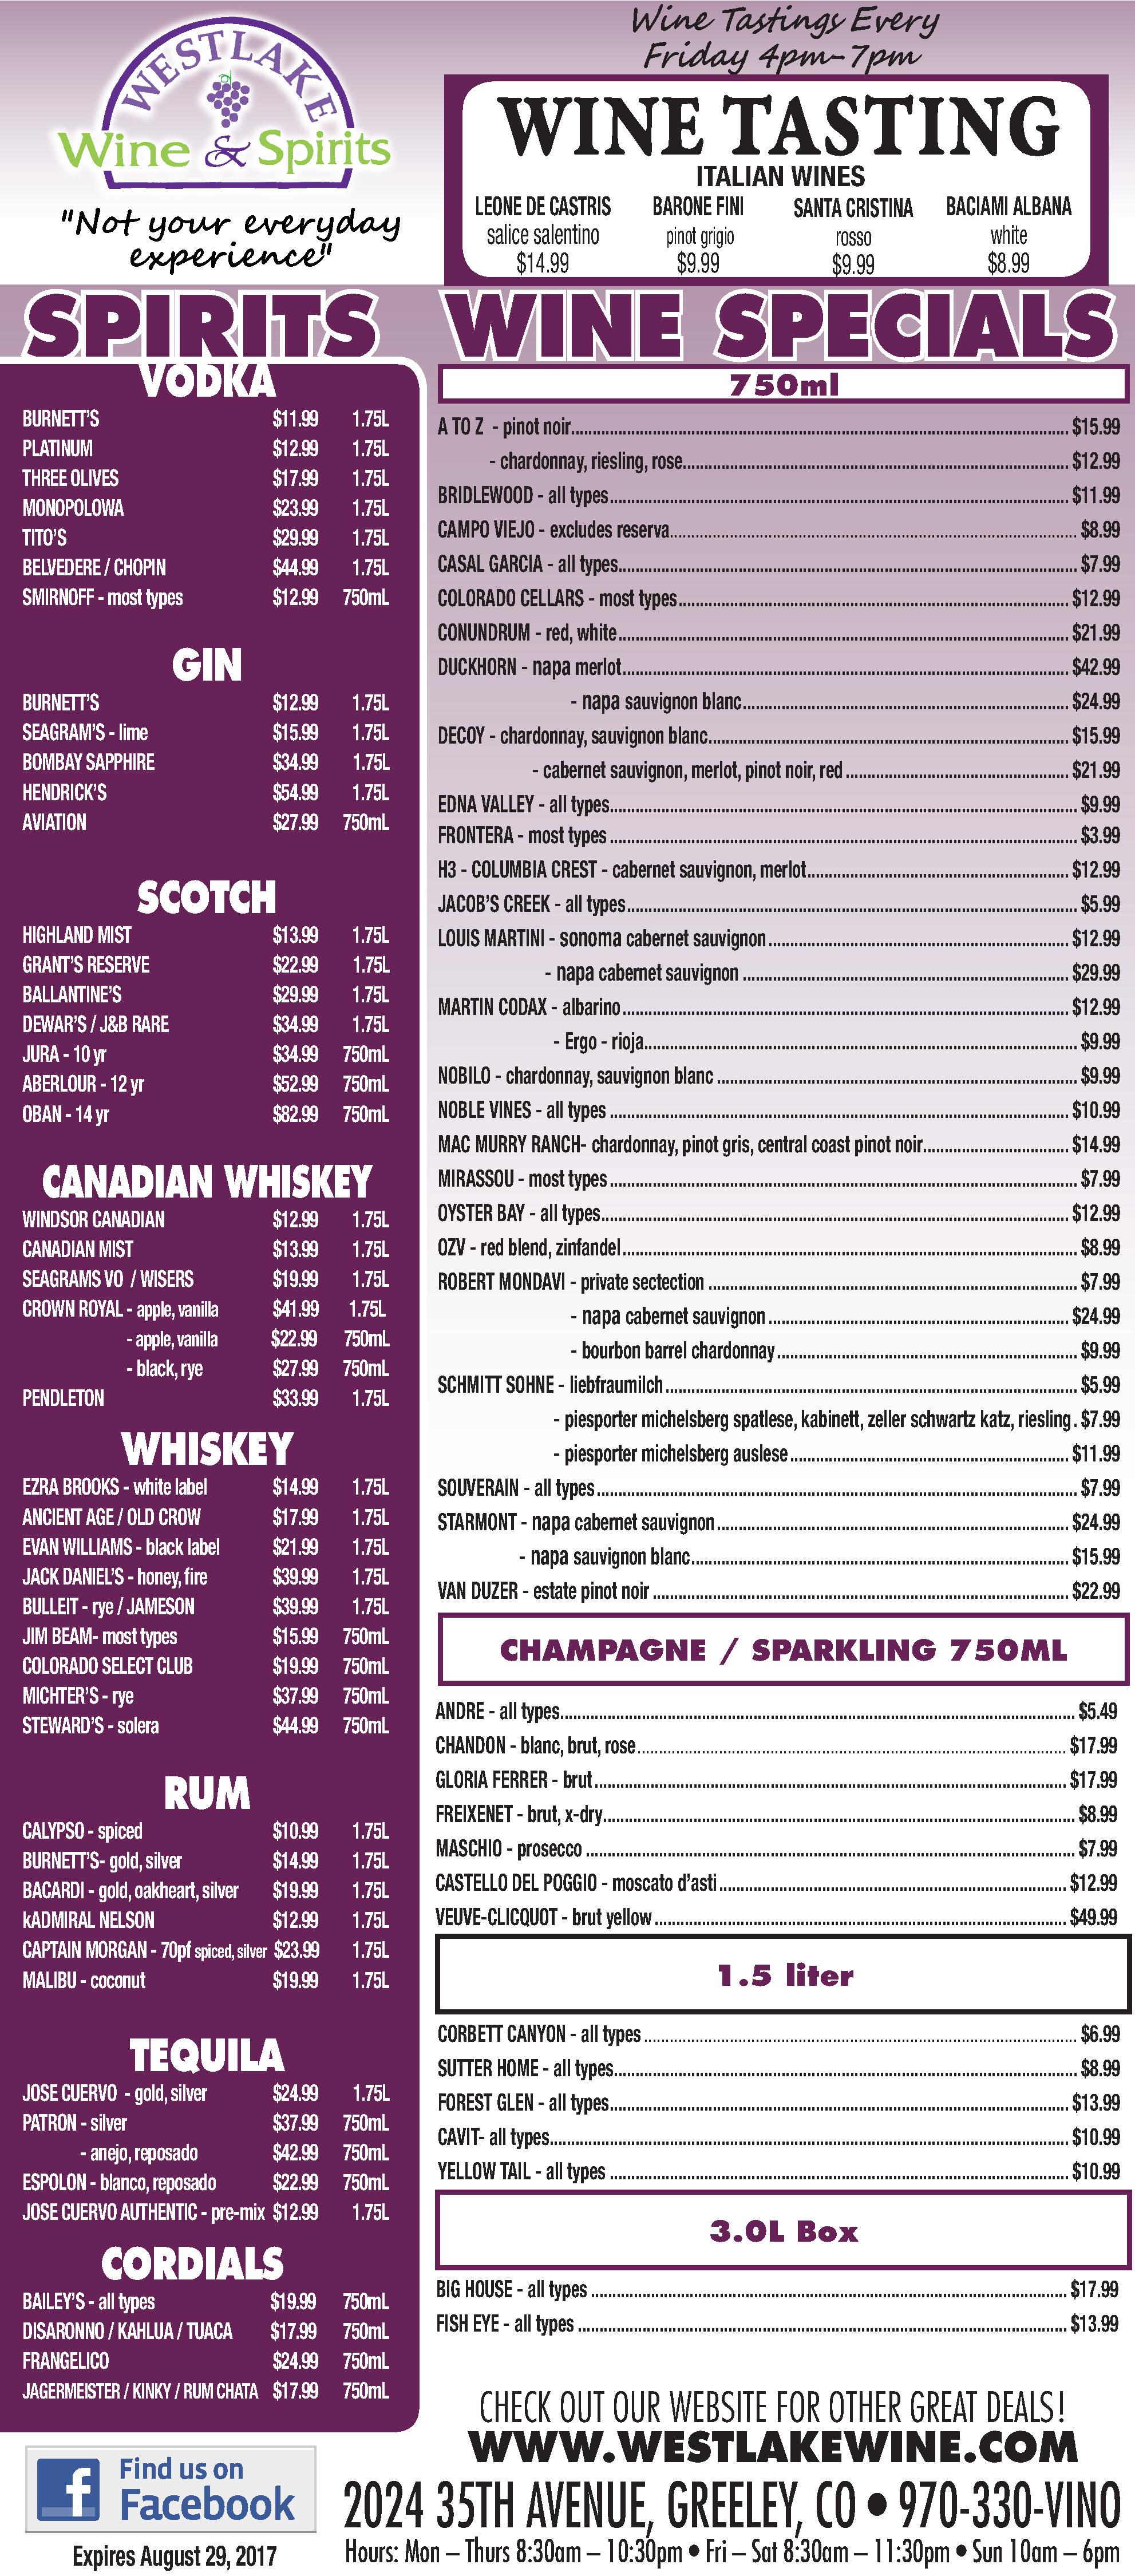 WESTLAKE
Wine & Spirits
"Not your everyday
experience"
Wine Tastings Every
Friday 4pm-7pm
WINE TASTING
ITALIAN WINES
LEONE DE CASTRIS BARONE FINI SANTA CRISTINA BACIAMI ALBANA
salice salentino pinot grigio rosso white
$14.99 $9.99 $9.99 $8.99
SPIRITS
VODKA
BURNETT'S $11.99 1.75L
PLATINUM $12.99 1.75L
THREE OLIVES $17.99 1.75L
MONOPOLOWA $23.99 1.75L
TITO'S $29.99 1.75L
BELVEDERE / CHOPIN $44.99 1.75L
SMIRNOFF - most types $12.99 750mL
GIN
BURNETT'S $12.99 1.75L
SEAGRAM'S - lime $15.99 1.75L
BOMBAY SAPPHIRE $34.99 1.75L
HENDRICK'S $54.99 1.75L
AVIATION $27.99 750mL
SCOTCH
HIGHLAND MIST $13.99 1.75L
GRANT'S RESERVE $22.99 1.75L
BALLANTINE'S $29.99 1.75L
DEWAR'S / J&B RARE $34.99 1.75L
JURA - 10 yr $34.99 750mL
ABERLOUR - 12 yr $52.99 750mL
OBAN - 14 yr $82.99 750mL
CANADIAN WHISKEY
WINDSOR CANADIAN $12.99 1.75L
CANADIAN MIST $13.99 1.75L
SEAGRAMS VO / WISERS $19.99 1.75L
CROWN ROYAL - apple, vanilla $41.99 1.75L
- apple, vanilla $22.99 750mL
- black, rye $27.99 750mL
PENDLETON $33.99 1.75L
WHISKEY
EZRA BROOKS - white label $14.99 1.75L
ANCIENT AGE / OLD CROW $17.99 1.75L
EVAN WILLIAMS - black label $21.99 1.75L
JACK DANIEL'S - honey, fire $39.99 1.75L
BULLEIT - rye / JAMESON $39.99 1.75L
JIM BEAM- most types $15.99 750mL
COLORADO SELECT CLUB $19.99 750mL
MICHTER'S - rye $37.99 750mL
STEWARD'S - solera $44.99 750mL
RUM
CALYPSO - spiced $10.99 1.75L
BURNETT'S- gold, silver $14.99 1.75L
BACARDI - gold, oakheart, silver $19.99 1.75L
kADMIRAL NELSON $12.99 1.75L
CAPTAIN MORGAN - 70pf spiced, silver $23.99 1.75L
MALIBU - coconut $19.99 1.75L
TEQUILA
JOSE CUERVO - gold, silver $24.99 1.75L
PATRON - silver $37.99 750mL
- anejo, reposado $42.99 750mL
ESPOLON - blanco, reposado $22.99 750mL
JOSE CUERVO AUTHENTIC - pre-mix $12.99 1.75L
CORDIALS
BAILEY'S - all types $19.99 750mL
DISARONNO / KAHLUA / TUACA $17.99 750mL
FRANGELICO $24.99 750mL
JAGERMEISTER / KINKY / RUM CHATA $17.99 750mL
WINE SPECIALS
750ml
A TO Z - pinot noir $15.99
- chardonnay, riesling, rose $12.99
BRIDLEWOOD - all types $11.99
CAMPO VIEJO - excludes reserva $8.99
CASAL GARCIA - all types $7.99
COLORADO CELLARS - most types $12.99
CONUNDRUM - red, white $21.99
DUCKHORN - napa merlot $42.99
- napa sauvignon blanc $24.99
DECOY - chardonnay, sauvignon blanc $15.99
- cabernet sauvignon, merlot, pinot noir, red $21.99
EDNA VALLEY - all types $9.99
FRONTERA - most types $3.99
H3 - COLUMBIA CREST - cabernet sauvignon, merlot $12.99
JACOB'S CREEK - all types $5.99
LOUIS MARTINI - sonoma cabernet sauvignon $12.99
- napa cabernet sauvignon $29.99
MARTIN CODAX - albarino $12.99
- Ergo - rioja $9.99
NOBILO - chardonnay, sauvignon blanc $9.99
NOBLE VINES - all types $10.99
MAC MURRY RANCH- chardonnay, pinot gris, central coast pinot noir $14.99
MIRASSOU - most types $7.99
OYSTER BAY - all types $12.99
OZV - red blend, zinfandel $8.99
ROBERT MONDAVI - private sectection $7.99
- napa cabernet sauvignon $24.99
- bourbon barrel chardonnay $9.99
SCHMITT SOHNE - liebfraumilch $5.99
- piesporter michelsberg spatlese, kabinett, zeller schwartz katz, riesling . $7.99
- piesporter michelsberg auslese $11.99
SOUVERAIN - all types $7.99
STARMONT - napa cabernet sauvignon $24.99
- napa sauvignon blanc $15.99
VAN DUZER - estate pinot noir $22.99
CHAMPAGNE / SPARKLING 750ML
ANDRE - all types $5.49
CHANDON - blanc, brut, rose $17.99
GLORIA FERRER - brut $17.99
FREIXENET - brut, x-dry $8.99
MASCHIO - prosecco $7.99
CASTELLO DEL POGGIO - moscato d'asti $12.99
VEUVE-CLICQUOT - brut yellow $49.99
1.5 liter
CORBETT CANYON - all types $6.99
SUTTER HOME - all types $8.99
FOREST GLEN - all types $13.99
CAVIT- all types $10.99
YELLOW TAIL - all types $10.99
3.0L Box
BIG HOUSE - all types $17.99
FISH EYE - all types $13.99
CHECK OUT OUR WEBSITE FOR OTHER GREAT DEALS!
WWW.WESTLAKEWINE.COM
f Find us on
Facebook
Expires August 29, 2017
2024 35TH AVENUE, GREELEY, CO • 970-330-VINO
Hours: Mon – Thurs 8:30am – 10:30pm • Fri – Sat 8:30am – 11:30pm • Sun 10am – 6pm